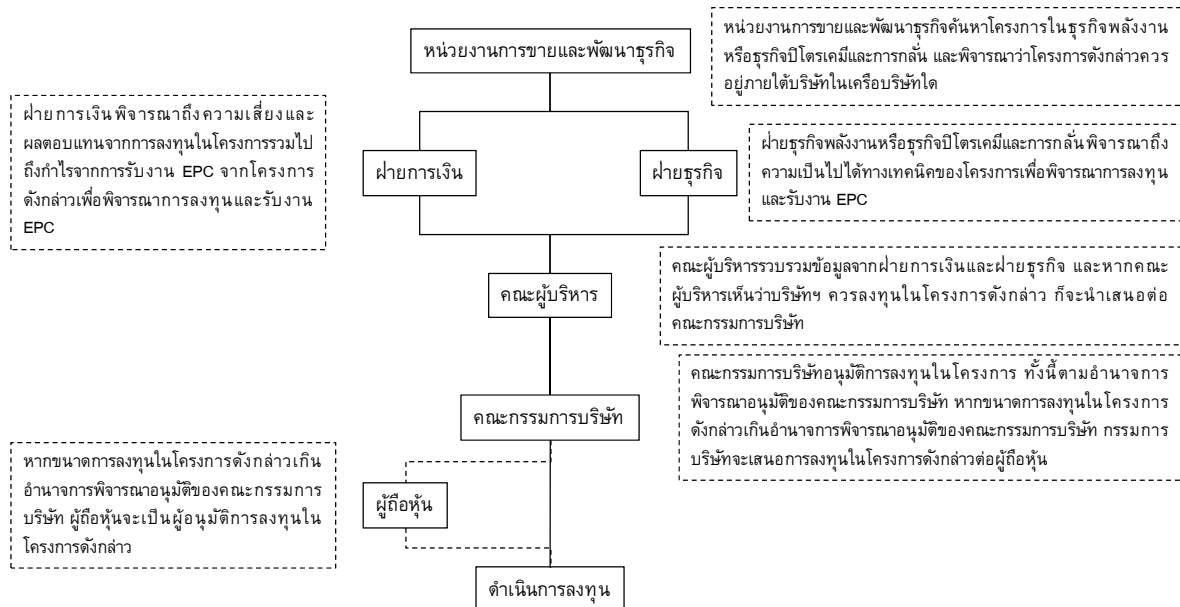 หน่วยงานการขายและพัฒนาธุรกิจ
หน่วยงานการขายและพัฒนาธุรกิจค้นหาโครงการในธุรกิจพลังงาน
หรือธุรกิจปิโตรเคมีและการกลั่น และพิจารณาว่าโครงการดังกล่าวควร
อยู่ภายใต้บริษัทในเครือบริษัทใด
ฝ่ายการเงินพิจารณาถึงความเสี่ยงและ
ผลตอบแทนจากการลงทุนในโครงการรวมไป
ถึงกำไรจากการรับงาน EPC จากโครงการ
ดังกล่าวเพื่อพิจารณาการลงทุนและรับงาน
EPC
ฝ่ายการเงิน
ฝ่ายธุรกิจ
ฝ่ายธุรกิจพลังงานหรือธุรกิจปิโตรเคมีและการกลั่นพิจารณาถึง
ความเป็นไปได้ทางเทคนิคของโครงการเพื่อพิจารณาการลงทุน
และรับงาน EPC
คณะผู้บริหาร
คณะผู้บริหารรวบรวมข้อมูลจากฝ่ายการเงินและฝ่ายธุรกิจ และหากคณะ
ผู้บริหารเห็นว่าบริษัทฯ ควรลงทุนในโครงการดังกล่าว ก็จะนำเสนอต่อ
คณะกรรมการบริษัท
คณะกรรมการบริษัท
คณะกรรมการบริษัทอนุมัติการลงทุนในโครงการ ทั้งนี้ตามอำนาจการ
พิจารณาอนุมัติของคณะกรรมการบริษัท หากขนาดการลงทุนในโครงการ
ดังกล่าวเกินอำนาจการพิจารณาอนุมัติของคณะกรรมการบริษัท กรรมการ
บริษัทจะเสนอการลงทุนในโครงการดังกล่าวต่อผู้ถือหุ้น
หากขนาดการลงทุนในโครงการดังกล่าวเกิน
อำนาจการพิจารณาอนุมัติของคณะกรรมการ
บริษัท ผู้ถือหุ้นจะเป็นผู้อนุมัติการลงทุนใน
โครงการดังกล่าว
ผู้ถือหุ้น
ดำเนินการลงทุน